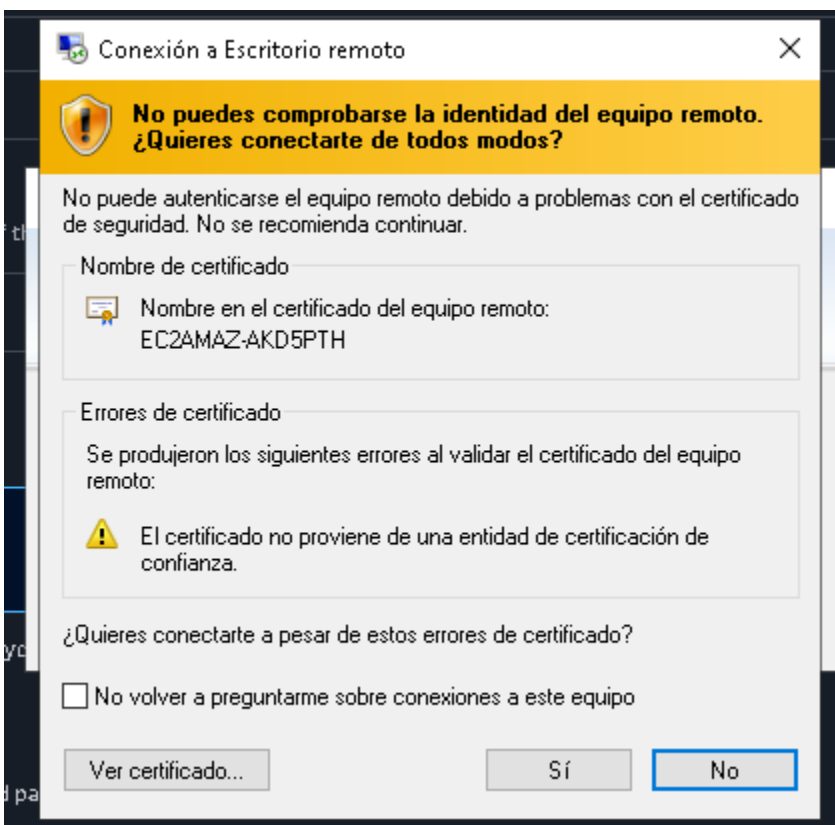 Conexión a Escritorio remoto
No puedes comprobarse la identidad del equipo remoto.
¿Quieres conectarte de todos modos?
No puede autenticarse el equipo remoto debido a problemas con el certificado
de seguridad. No se recomienda continuar.
Nombre de certificado
Nombre en el certificado del equipo remoto:
EC2AMAZ-AKD5PTH
Errores de certificado
Se produjeron los siguientes errores al validar el certificado del equipo
remoto:
El certificado no proviene de una entidad de certificación de
confianza.
¿Quieres conectarte a pesar de estos errores de certificado?
No volver a preguntarme sobre conexiones a este equipo
Ver certificado...
Sí
No